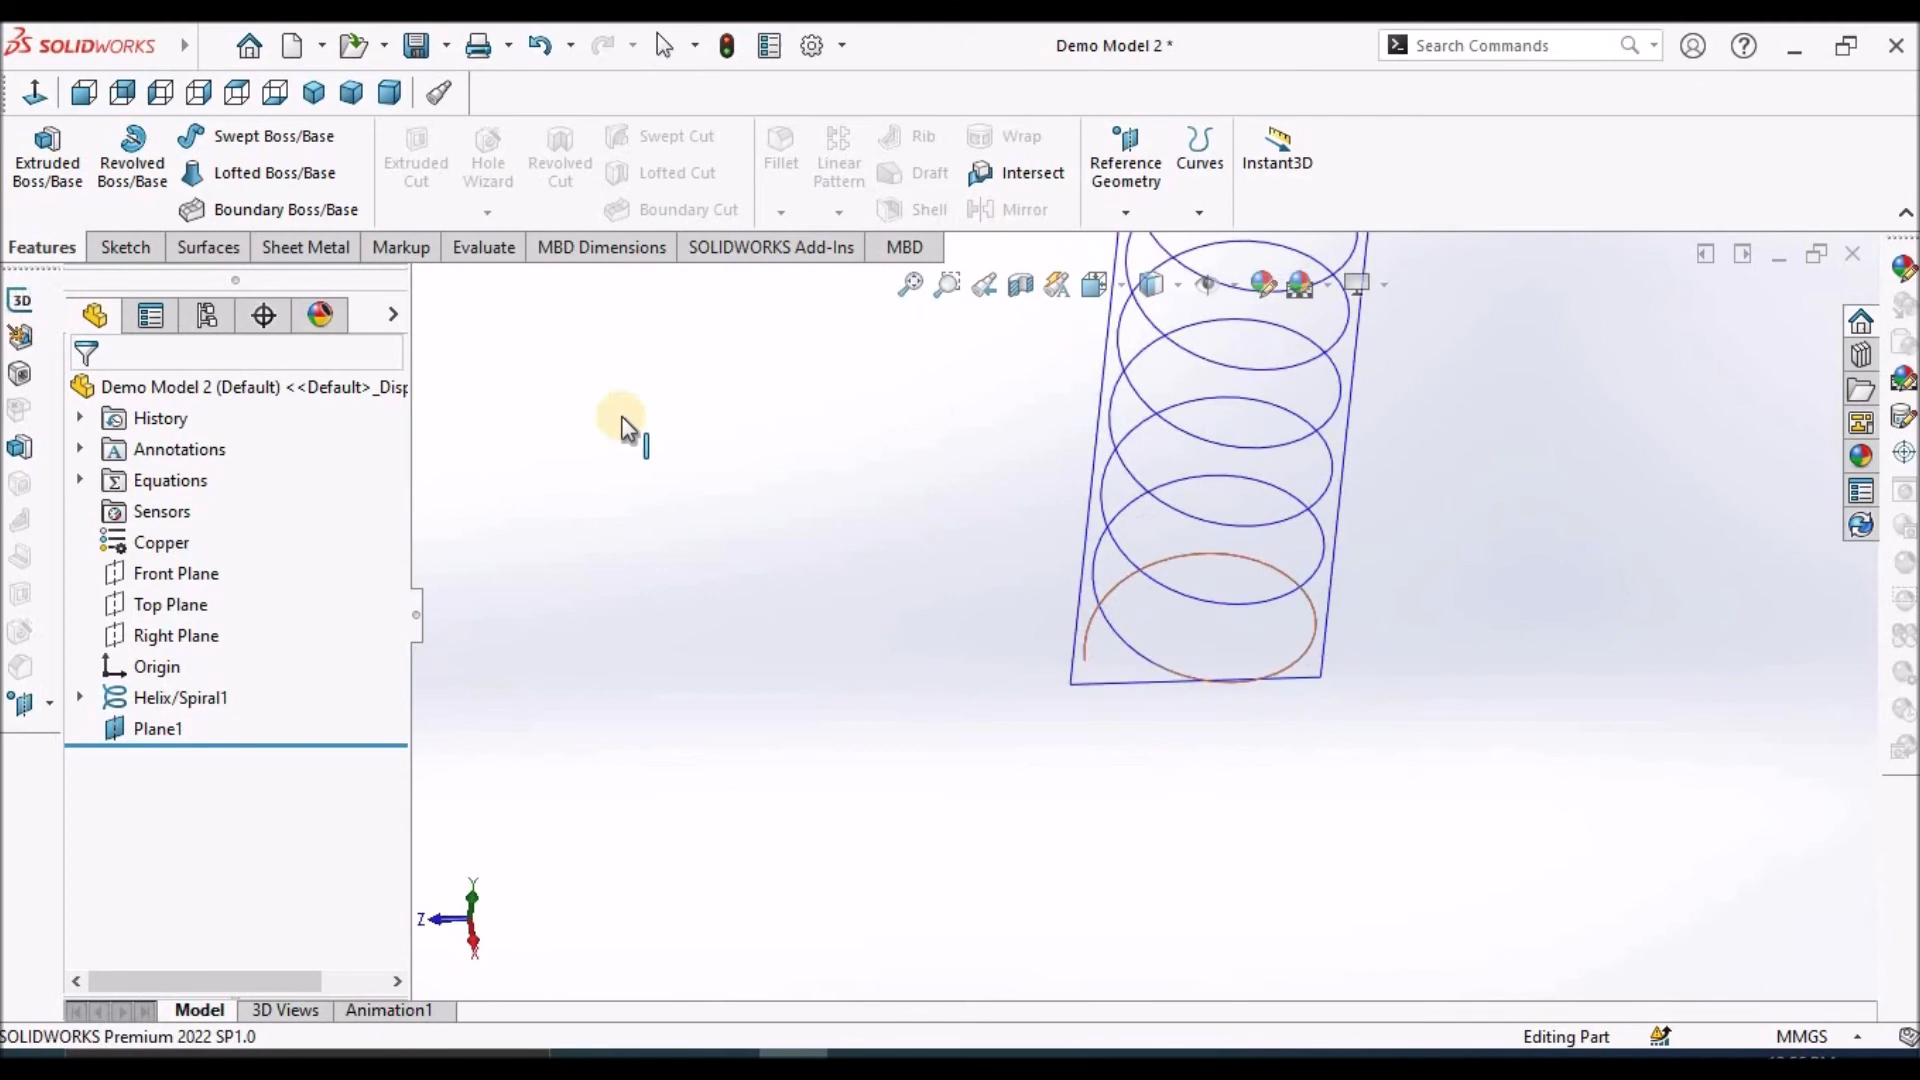 SOLIDWORKS
Demo Model 2 *
Search Commands
Extruded Boss/Base
Revolved Boss/Base
Swept Boss/Base
Lofted Boss/Base
Boundary Boss/Base
Extruded Cut
Hole Wizard
Revolved Cut
Swept Cut
Lofted Cut
Boundary Cut
Fillet
Linear Pattern
Rib
Draft
Shell
Wrap
Intersect
Mirror
Reference Geometry
Curves
Instant3D
Features
Sketch
Surfaces
Sheet Metal
Markup
Evaluate
MBD Dimensions
SOLIDWORKS Add-Ins
MBD
3D
Demo Model 2 (Default) <<Default>_Disp
History
Annotations
Equations
Sensors
Copper
Front Plane
Top Plane
Right Plane
Origin
Helix/Spiral1
Plane1
Y
Z
X
Model
3D Views
Animation1
SOLIDWORKS Premium 2022 SP1.0
Editing Part
MMGS